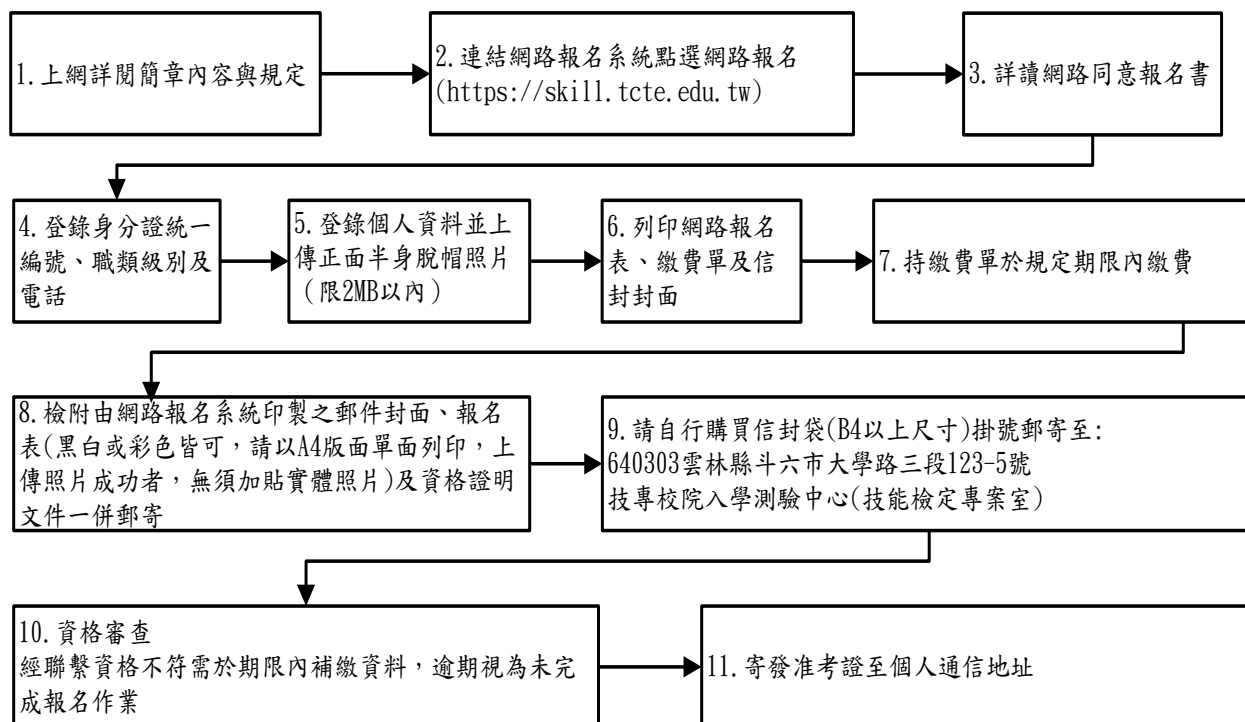 1.上網詳閱簡章內容與規定
2.連結網路報名系統點選網路報名
(https://skill.tcte.edu.tw)
3.詳讀網路同意報名書
4.登錄身分證統一
編號、職類級別及
電話
5.登錄個人資料並上
傳正面半身脫帽照片
（限2MB以內）
6.列印網路報名
表、繳費單及信
封封面
7.持繳費單於規定期限內繳費
8.檢附由網路報名系統印製之郵件封面、報名
表(黑白或彩色皆可，請以A4版面單面列印，上
傳照片成功者，無須加貼實體照片)及資格證明
文件一併郵寄
9.請自行購買信封袋(B4以上尺寸)掛號郵寄至:
640303雲林縣斗六市大學路三段123-5號
技專校院入學測驗中心(技能檢定專案室)
10.資格審查
經聯繫資格不符需於期限內補繳資料，逾期視為未完
成報名作業
11.寄發准考證至個人通信地址